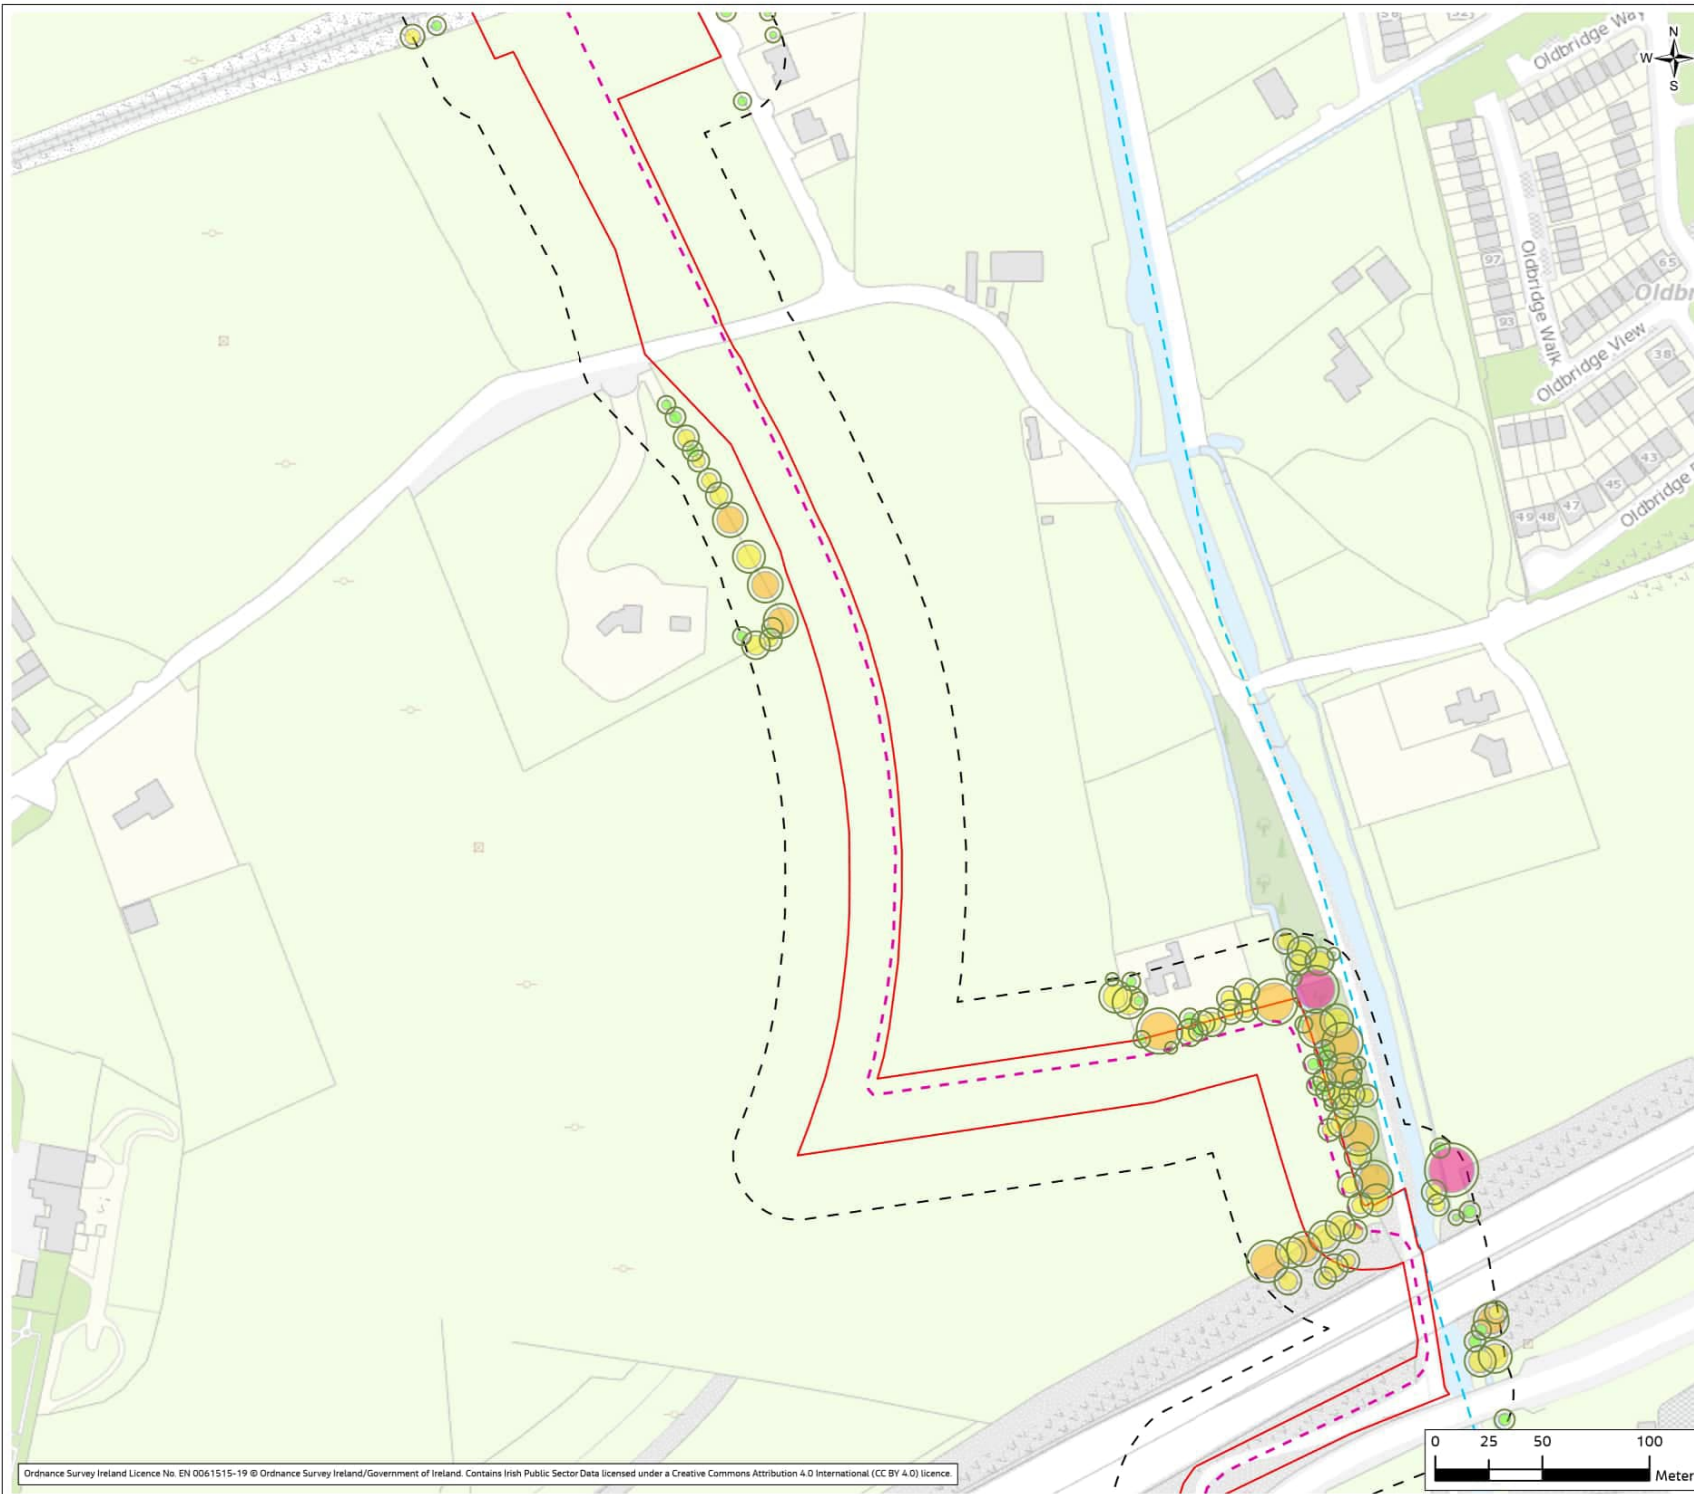 58
Oldbridge Way
N
W
S
97
Oldbridge Walk
65
93
Oldbr
Oldbridge View
38
43
45
47
49 48
Oldbridge
0 25 50 100
Meter
Ordnance Survey Ireland Licence No. EN 0061515-19 © Ordnance Survey Ireland/Government of Ireland. Contains Irish Public Sector Data licensed under a Creative Commons Attribution 4.0 International (CC BY 4.0) licence.